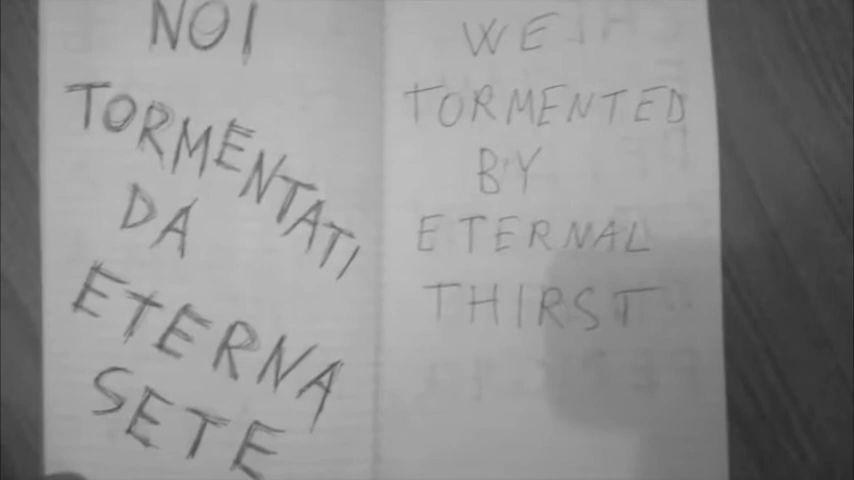 NOI
TORMENTATI
DA
ETERNA
SETE
WE
TORMENTED
BY
ETERNAL
THIRST